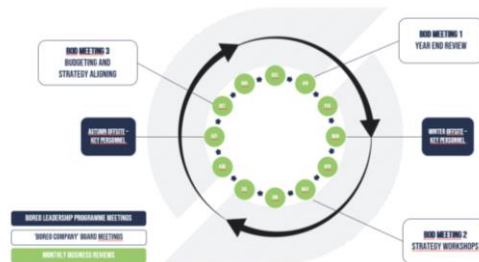 BOD MEETING 1
YEAR END REVIEW
BOD MEETING 3
BUDGETING AND
STRATEGY ALIGNING
AUTUMN OFFSITE –
KEY PERSONNEL
WINTER OFFSITE –
KEY PERSONNEL
BOREO LEADERSHIP PROGRAMME MEETINGS
'BOREO COMPANY' BOARD MEETINGS
MONTHLY BUSINESS REVIEWS
BOD MEETING 2
STRATEGY WORKSHOPS